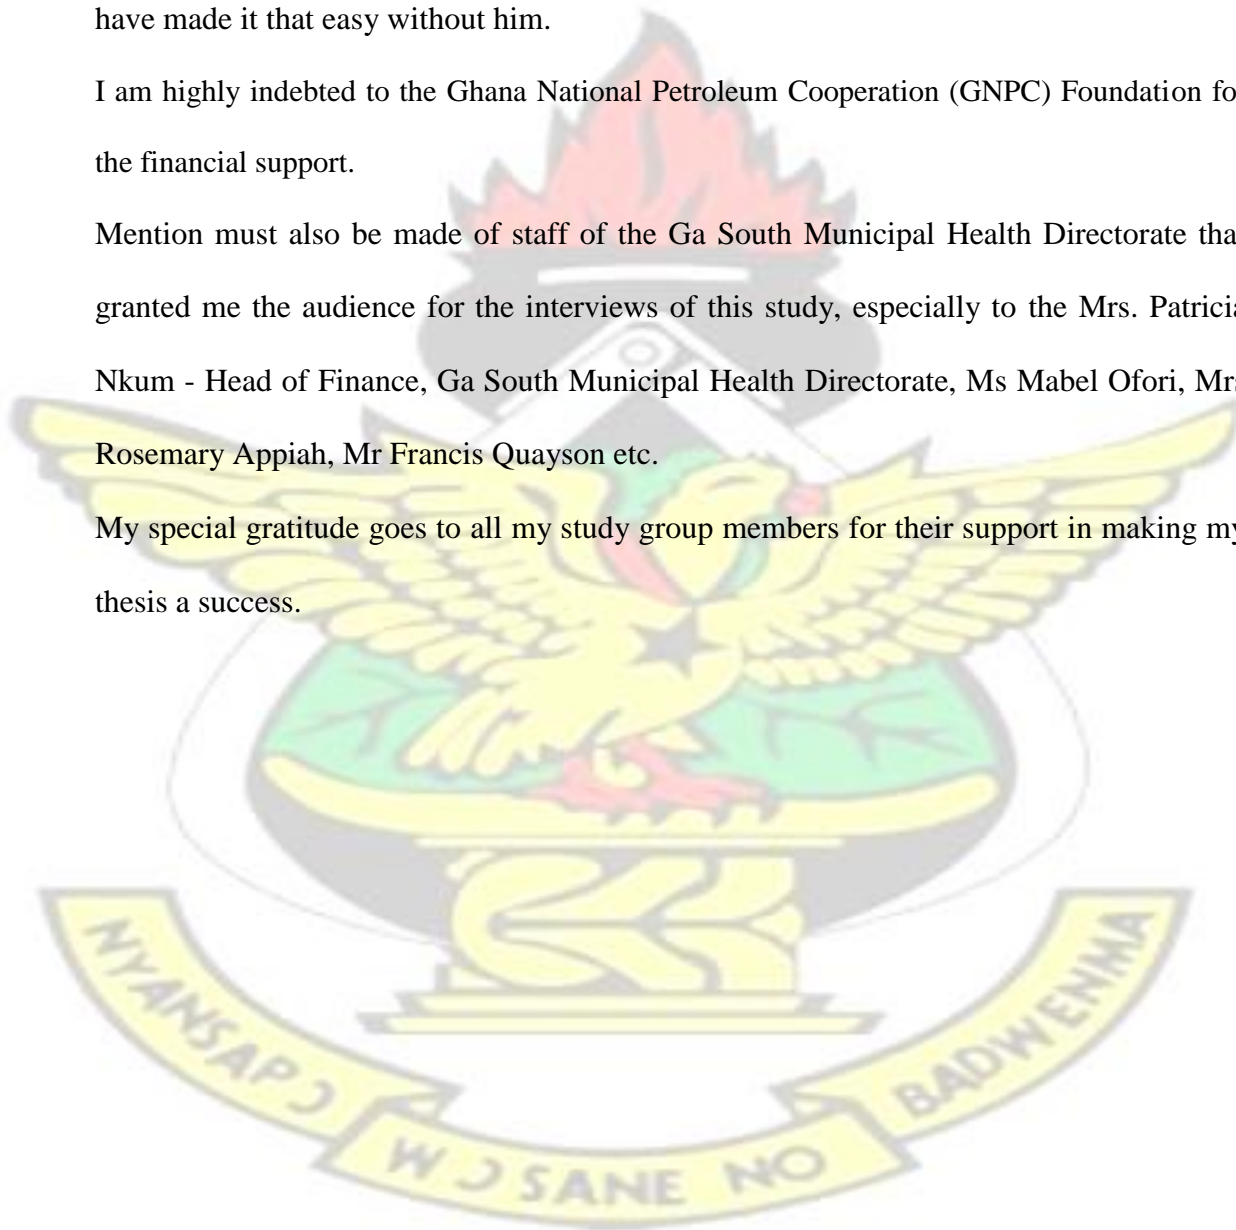 have made it that easy without him.
I am highly indebted to the Ghana National Petroleum Cooperation (GNPC) Foundation fo
the financial support.
Mention must also be made of staff of the Ga South Municipal Health Directorate tha
granted me the audience for the interviews of this study, especially to the Mrs. Patricia
Nkum - Head of Finance, Ga South Municipal Health Directorate, Ms Mabel Ofori, Mrs
Rosemary Appiah, Mr Francis Quayson etc.
My special gratitude goes to all my study group members for their support in making my
thesis a success.
NYANSAPƆ
WƆSANE NO
BADWENMA